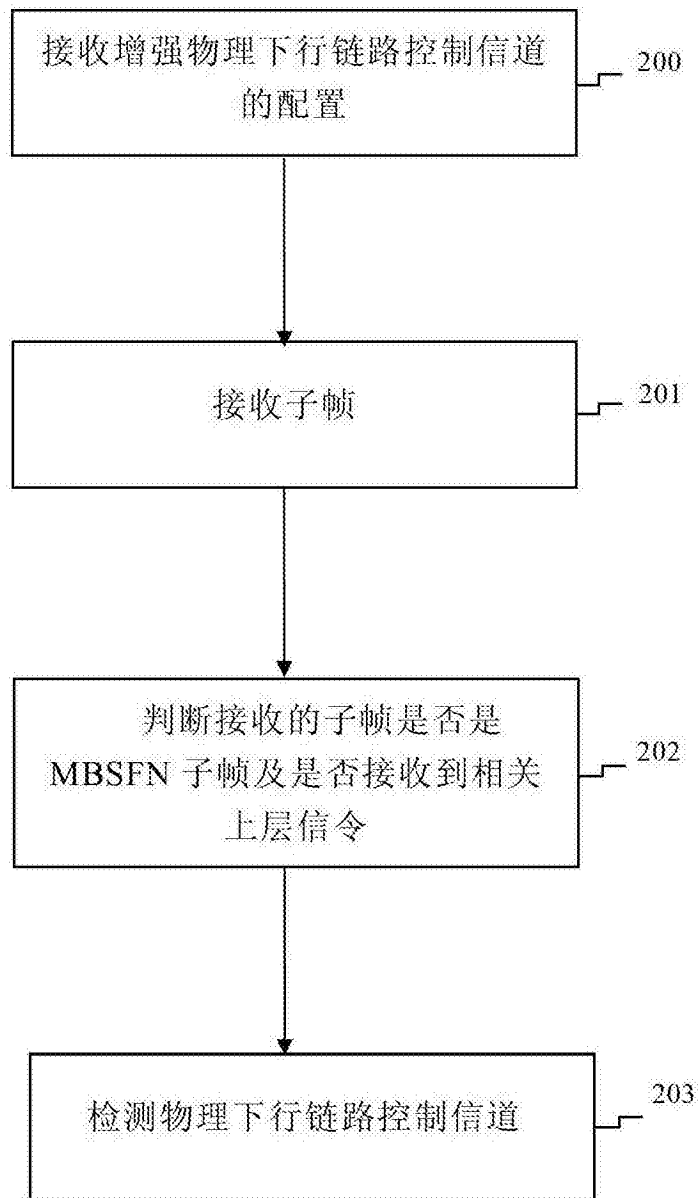 接收增强物理下行链路控制信道
的配置
200
接收子帧
201
判断接收的子帧是否是
MBSFN 子帧及是否接收到相关
上层信令
202
检测物理下行链路控制信道
203